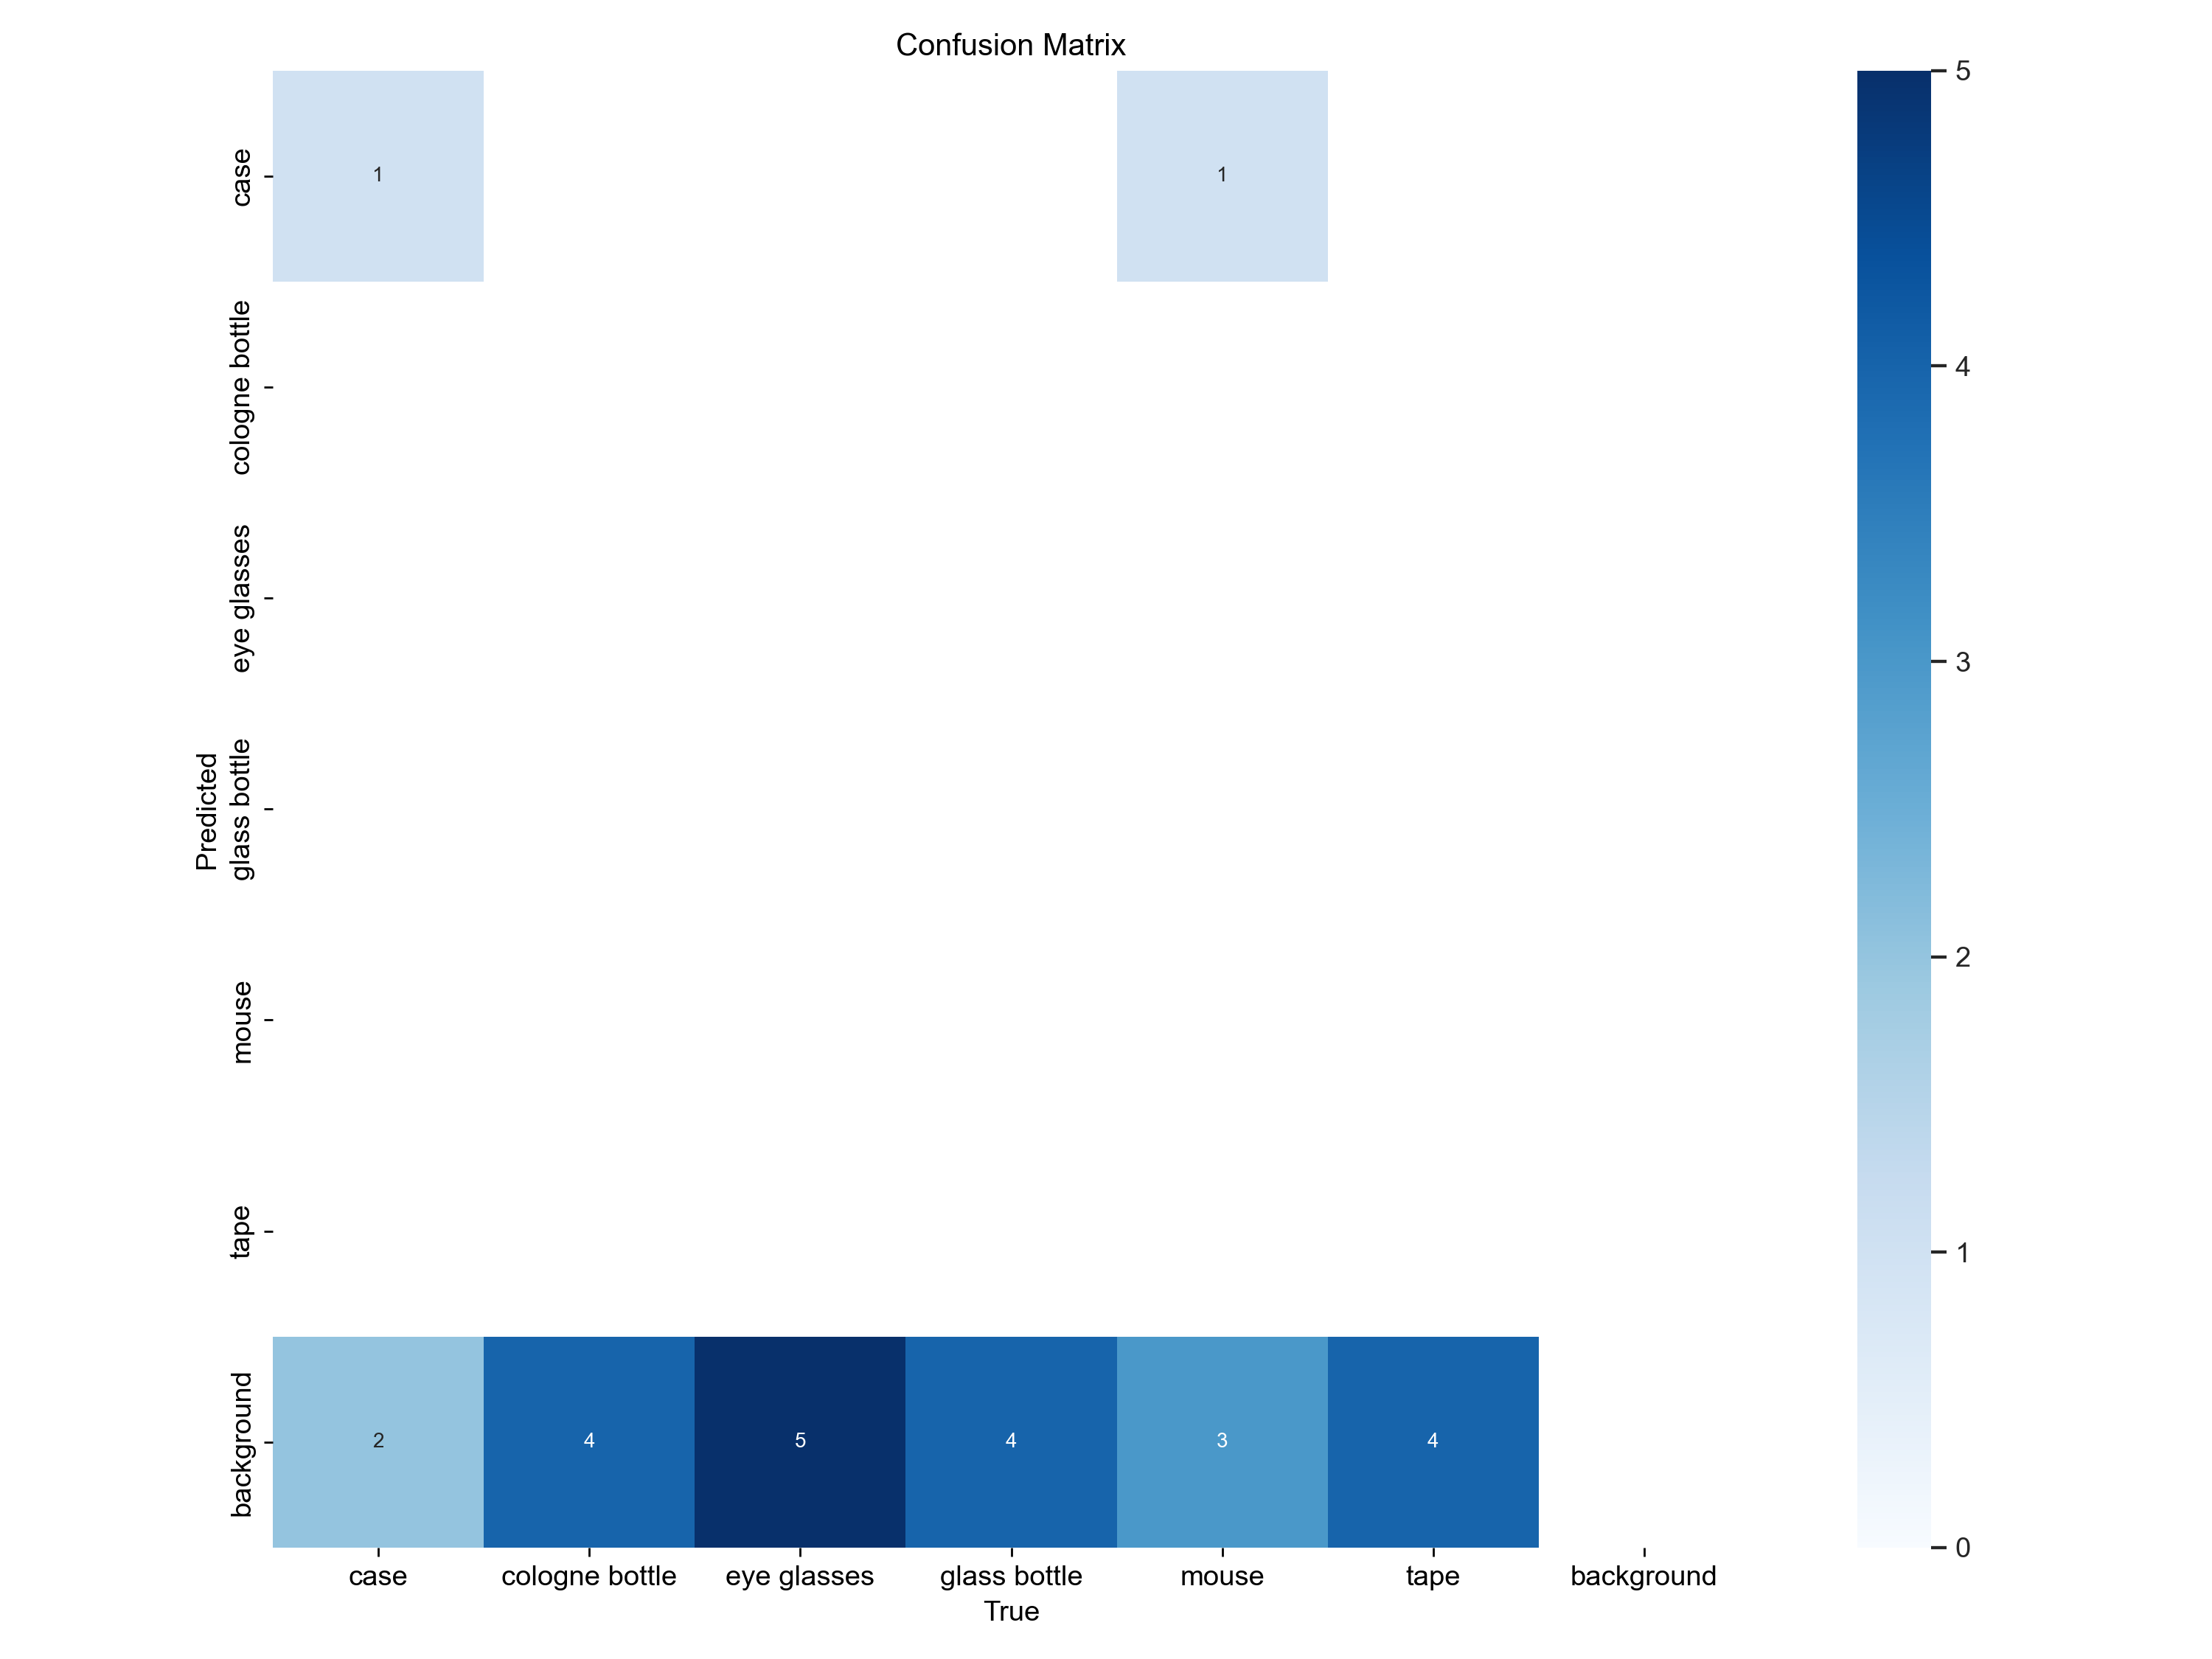 Confusion Matrix
case
cologne bottle
eye glasses
glass bottle
mouse
tape
background
Predicted
1 1
2 4 5 4 3 4
case cologne bottle eye glasses glass bottle mouse tape background
True
5
4
3
2
1
0